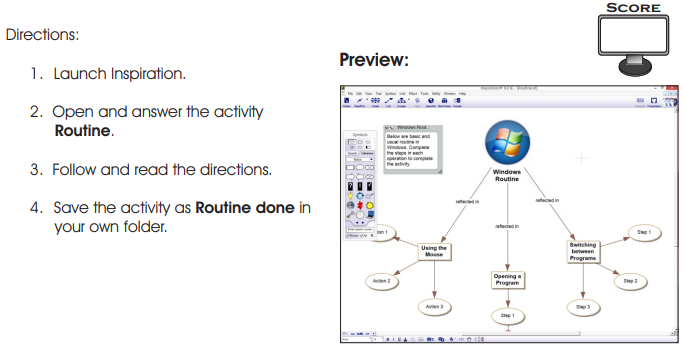 SCORE
Directions:
1. Launch Inspiration.
2. Open and answer the activity
Routine.
3. Follow and read the directions.
4. Save the activity as Routine done in
your own folder.
Preview:
Windows Rout...
Below are basic and
usual routine in
Windows. Complete
the steps in each
operation to complete
the activity.
Symbols
Basic
Windows
Routine
reflected in
reflected in
reflected in
ion 1
Using the
Mouse
Action 2
Action 3
Opening a
Program
Step 1
Switching
between
Programs
Step 1
Step 2
Step 3